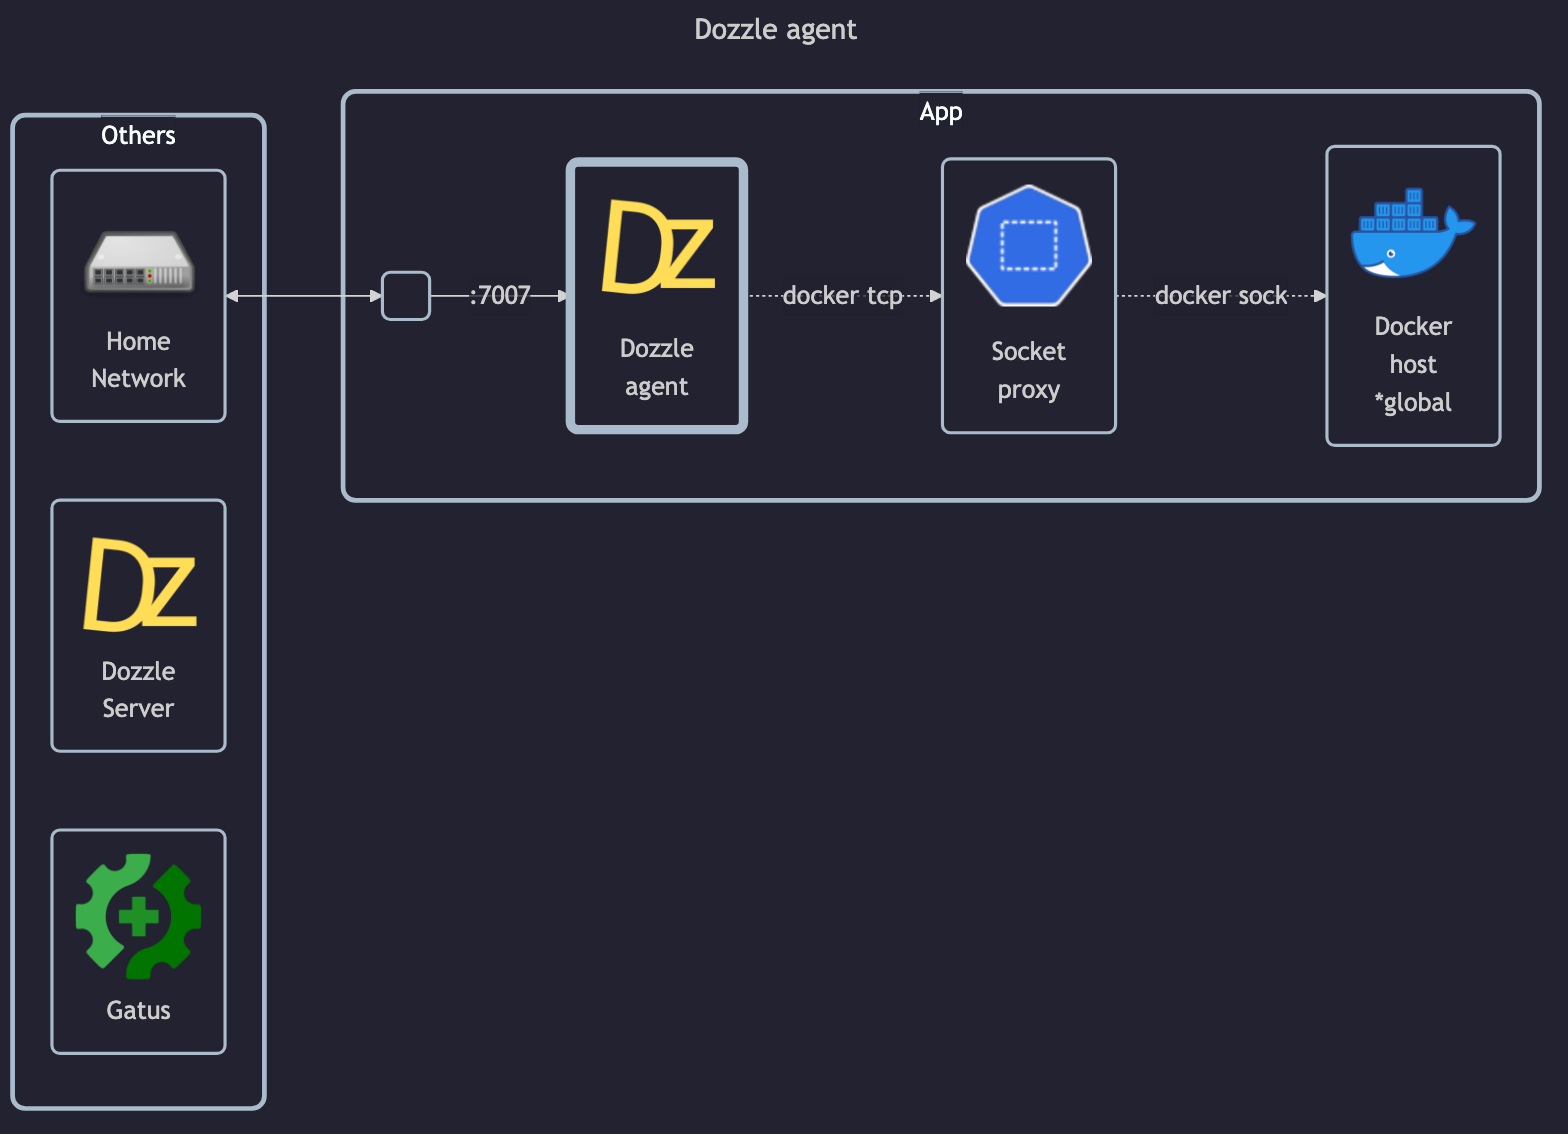 Dozzle agent
Others
Home
Network
Dz
Dozzle
Server
Gatus
App
:7007
Dz
Dozzle
agent
docker tcp
Socket
proxy
docker sock
Docker
host
*global